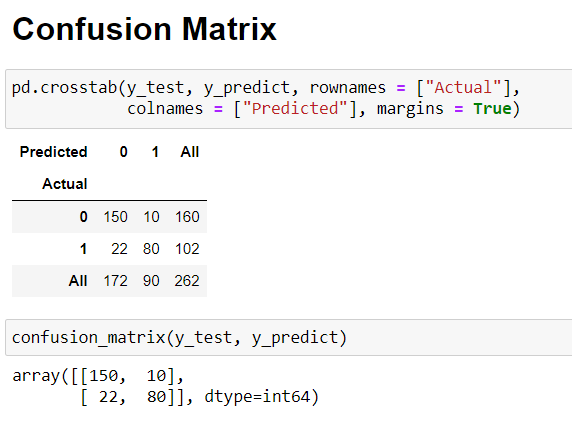 Confusion Matrix
pd.crosstab(y_test, y_predict, rownames = ["Actual"],
colnames = ["Predicted"], margins = True)
Predicted 0 1 All
Actual
0 150 10 160
1 22 80 102
All 172 90 262
confusion_matrix(y_test, y_predict)
array([[150, 10],
[ 22, 80]], dtype=int64)